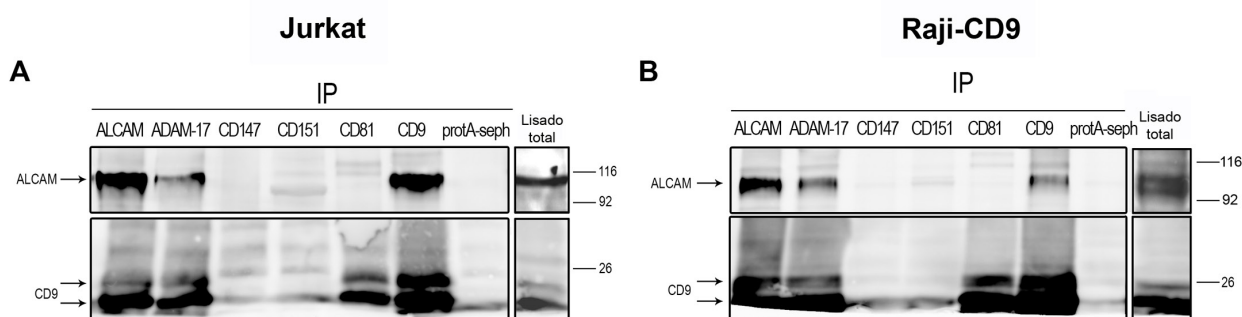 Jurkat
A
IP
ALCAM ADAM-17 CD147 CD151 CD81 CD9 protA-seph
Lisado
total
ALCAM
116
92
26
CD9
Raji-CD9
B
IP
ALCAM ADAM-17 CD147 CD151 CD81 CD9 protA-seph
Lisado
total
ALCAM
116
92
26
CD9